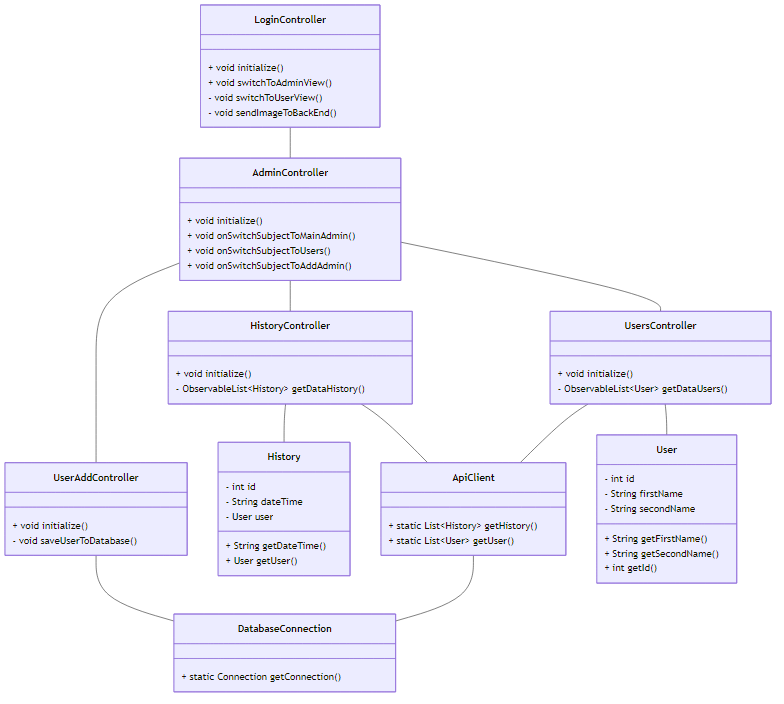 LoginController
+ void initialize()
+ void switchToAdminView()
- void switchToUserView()
- void sendImageToBackEnd()
AdminController
+ void initialize()
+ void onSwitchSubjectToMainAdmin()
+ void onSwitchSubjectToUsers()
+ void onSwitchSubjectToAddAdmin()
HistoryController
+ void initialize()
- ObservableList<History> getDataHistory()
UsersController
+ void initialize()
- ObservableList<User> getDataUsers()
UserAddController
+ void initialize()
- void saveUserToDatabase()
History
- int id
- String dateTime
- User user
+ String getDateTime()
+ User getUser()
ApiClient
+ static List<History> getHistory()
+ static List<User> getUser()
User
- int id
- String firstName
- String secondName
+ String getFirstName()
+ String getSecondName()
+ int getId()
DatabaseConnection
+ static Connection getConnection()